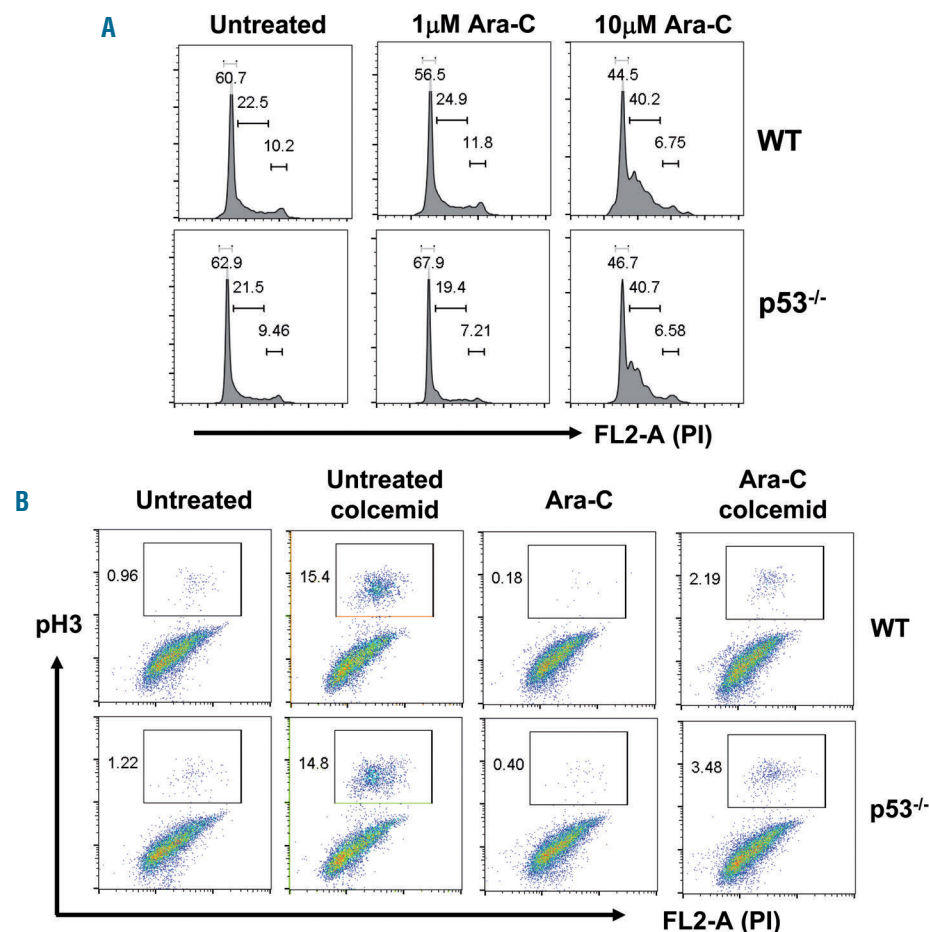 A
Untreated
1μM Ara-C
10μM Ara-C
60.7
22.5
10.2
56.5
24.9
11.8
44.5
40.2
6.75
WT
62.9
21.5
9.46
67.9
19.4
7.21
46.7
40.7
6.58
p53-/-
FL2-A (PI)
B
Untreated
Untreated
colcemid
Ara-C
Ara-C
colcemid
pH3
0.96
15.4
0.18
2.19
WT
1.22
14.8
0.40
3.48
p53-/-
FL2-A (PI)